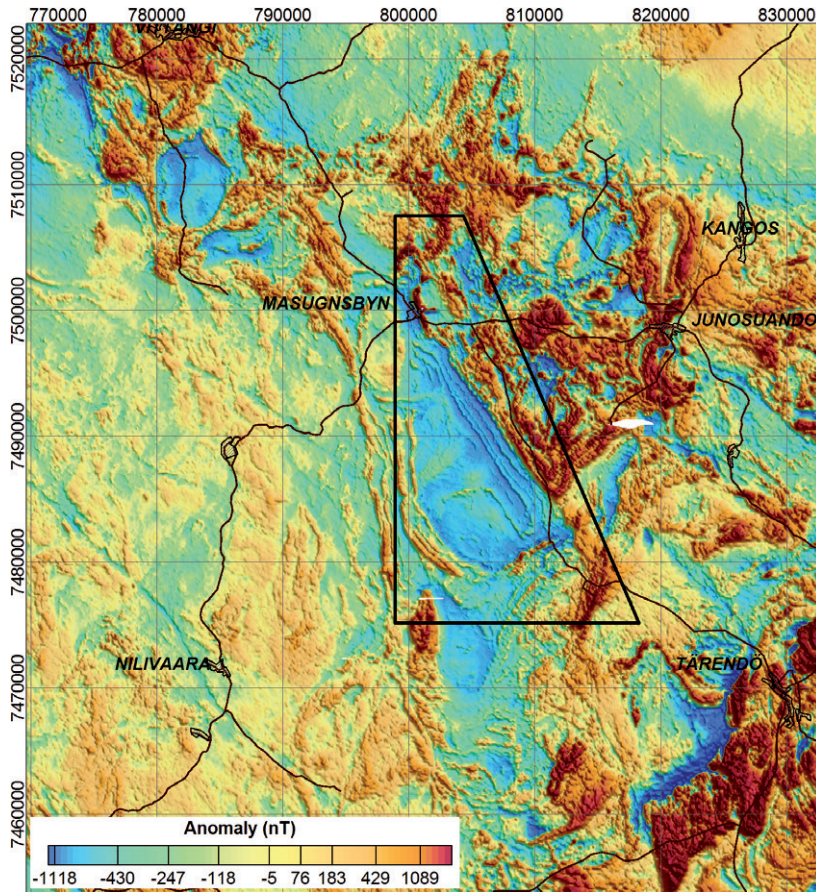 770000 780000 790000 800000 810000 820000 830000
7520000
7510000
KANGOS
MASUGNSBYN
7500000
JUNOSUANDO
7490000
7480000
NILIVAARA
TÄRENDÖ
7470000
7460000
Anomaly (nT)
-1118 -430 -247 -118 -5 76 183 429 1089